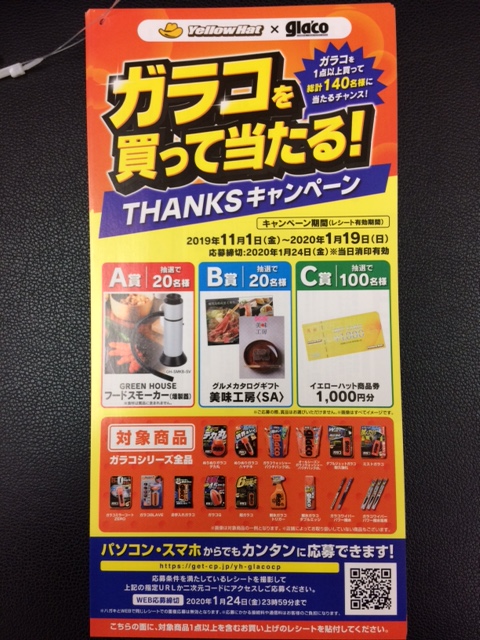 YellowHat × glaco
ガラコを
1点以上買って
総計140名様に
当たるチャンス!
ガラコを
買って当たる!
THANKSキャンペーン
キャンペーン期間(レシート有効期間)
2019年11月1日(金)~2020年1月19日(日)
応募締切:2020年1月24日(金)※当日消印有効
A賞 抽選で20名様
GREEN HOUSE
フードスモーカー(燻製器)
B賞 抽選で20名様
美味工房
グルメカタログギフト
美味工房〈SA〉
C賞 抽選で100名様
イエローハット商品券
1,000円分
対象商品
ガラコシリーズ全品
パソコン・スマホからでもカンタンに応募できます!
https://get-cp.jp/yh-glacocp
応募条件を満たしているレシートを撮影して
上記の指定URLか二次元コードにアクセスしご応募ください。
WEB応募締切 2020年1月24日(金)23時59分まで
こちらの面に、対象商品1点以上を含むお買い上げのレシートを貼付してください。